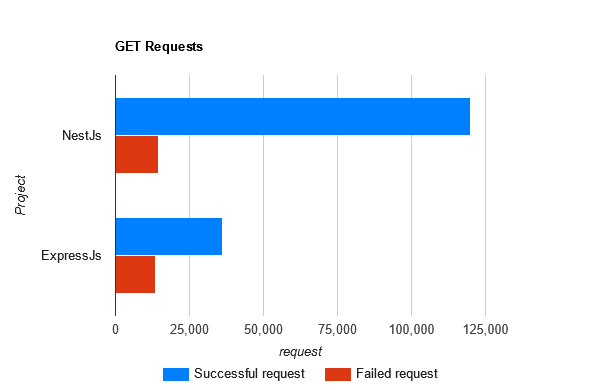 GET Requests
NestJs
ExpressJs
Project
0 25,000 50,000 75,000 100,000 125,000
request
Successful request Failed request